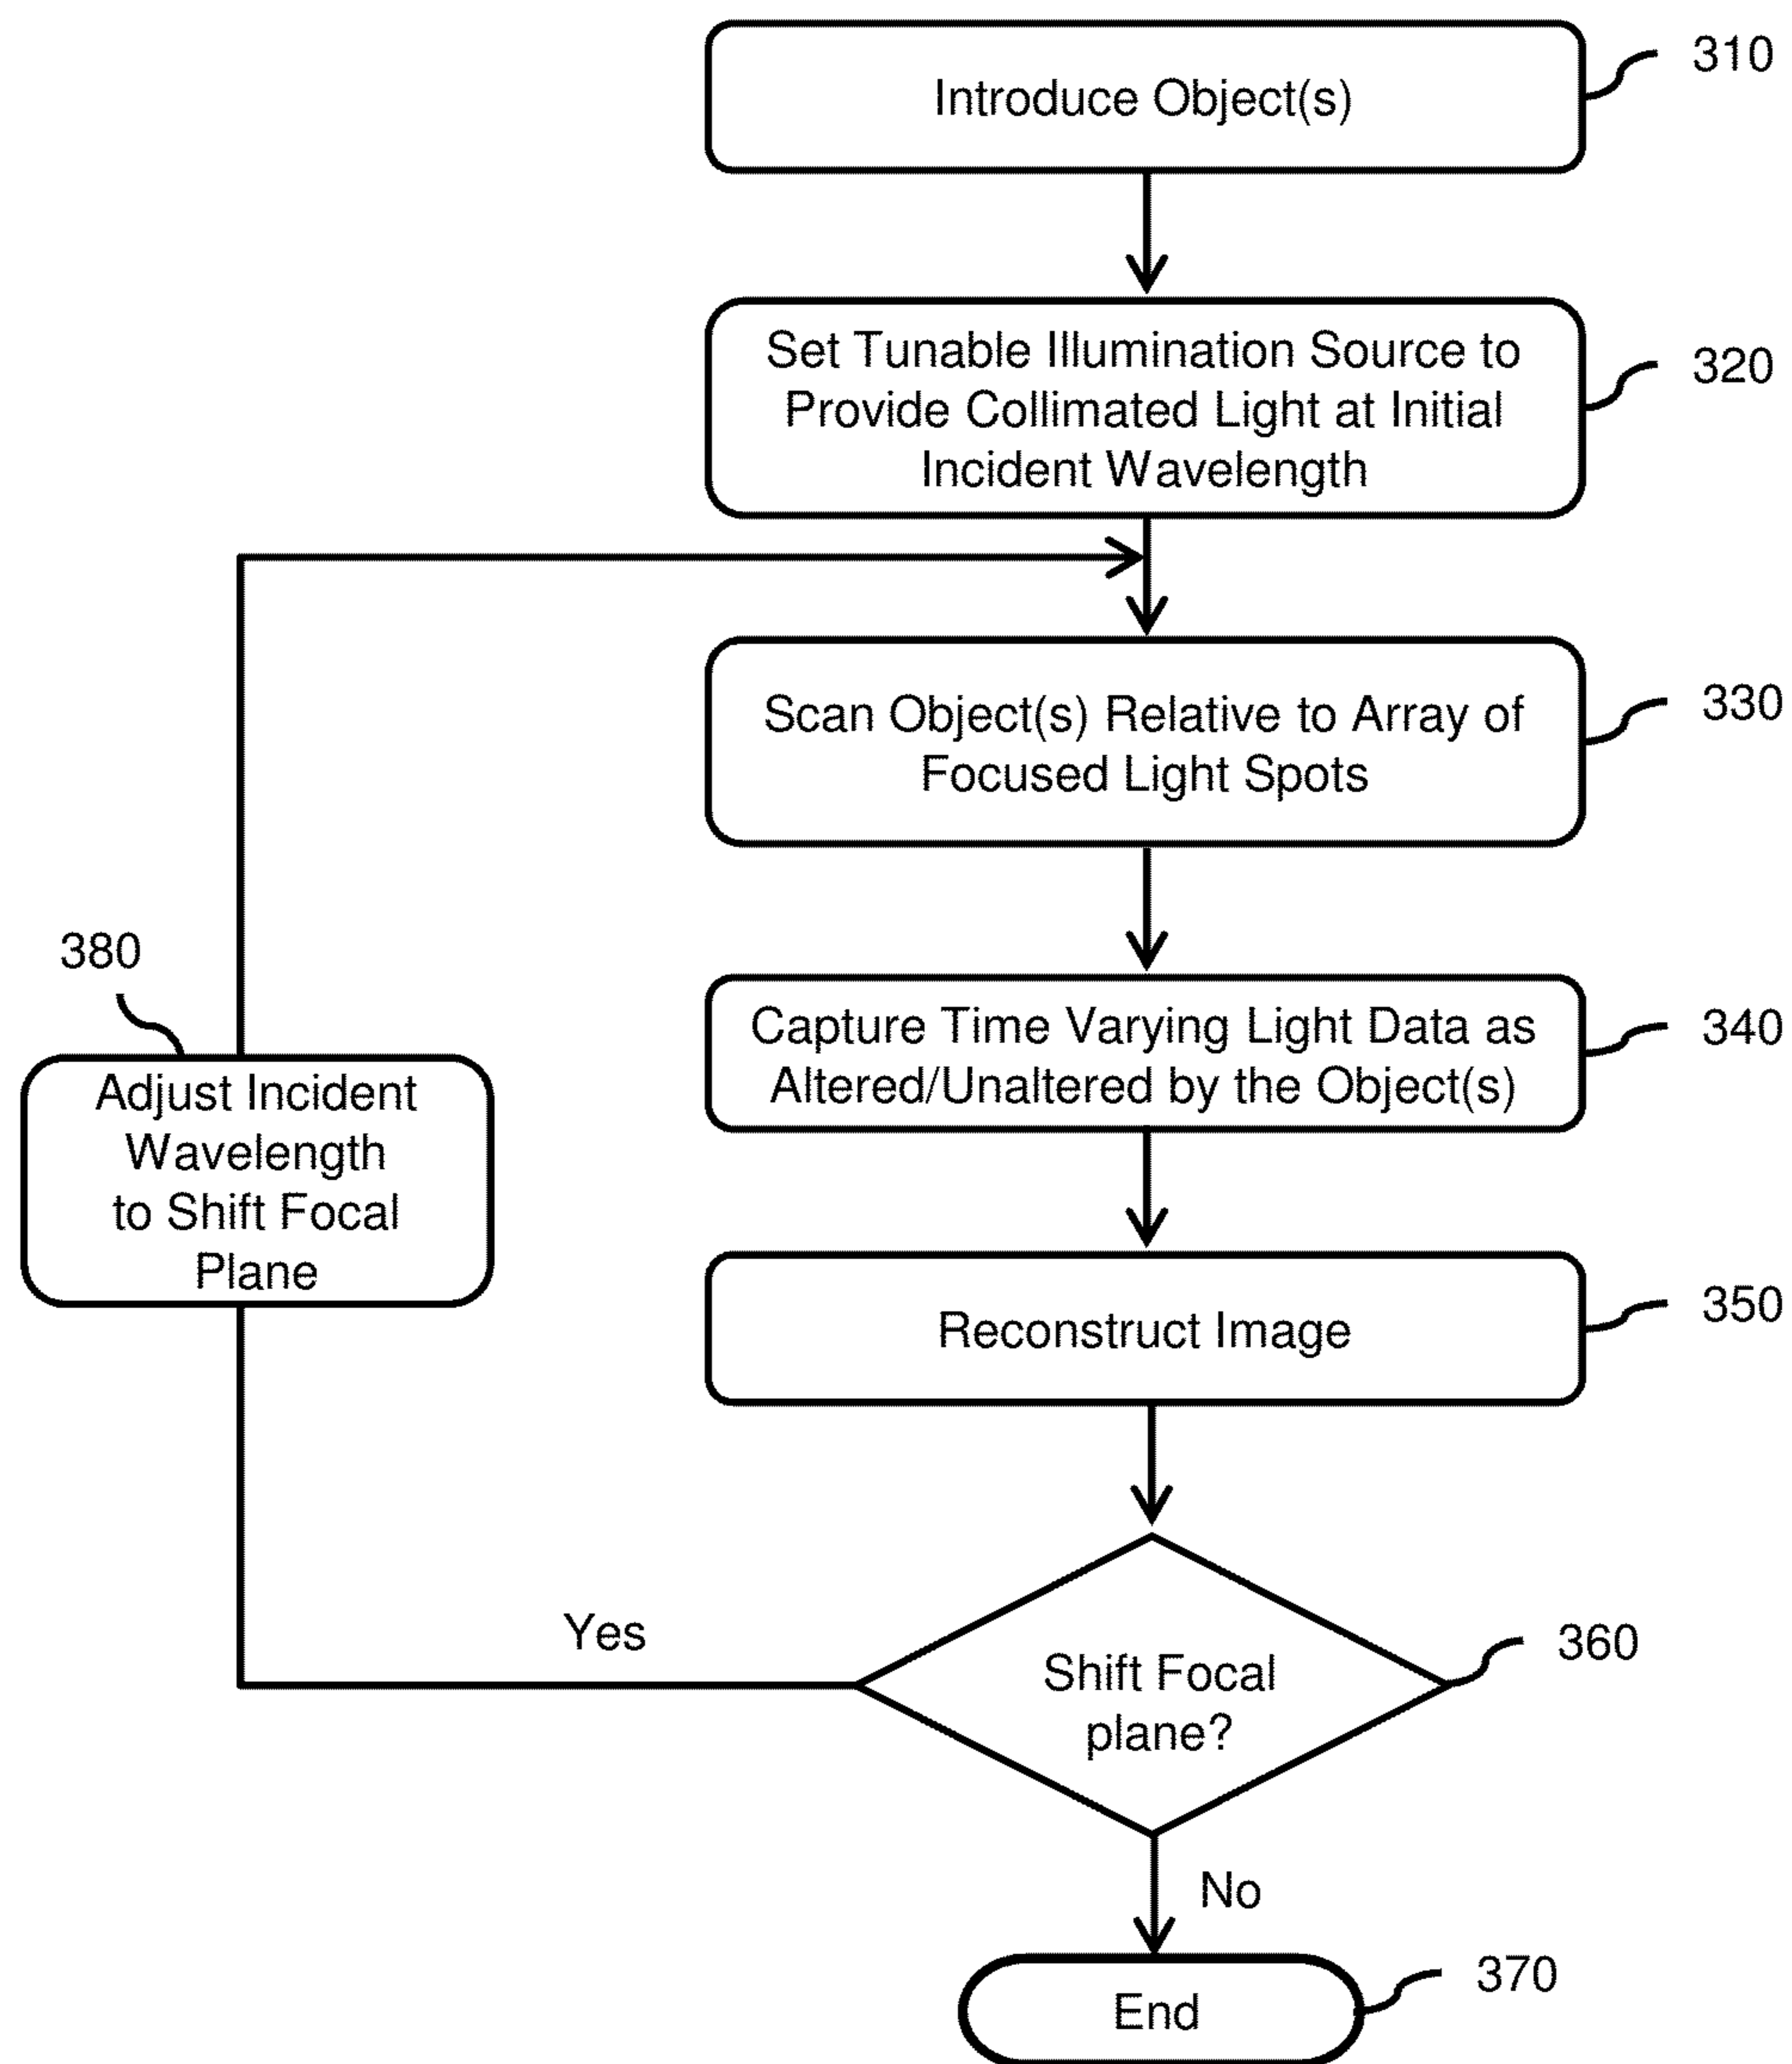 Introduce Object(s)
310
Set Tunable Illumination Source to
Provide Collimated Light at Initial
Incident Wavelength
320
Scan Object(s) Relative to Array of
Focused Light Spots
330
380
Adjust Incident
Wavelength
to Shift Focal
Plane
Capture Time Varying Light Data as
Altered/Unaltered by the Object(s)
340
Reconstruct Image
350
Yes
Shift Focal
plane?
360
No
End
370